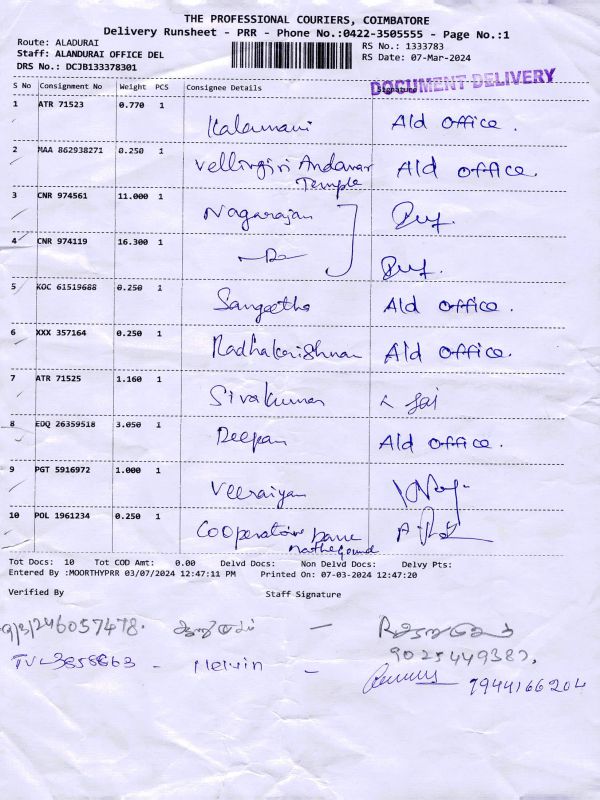 THE PROFESSIONAL COURIERS, COIMBATORE
Delivery Runsheet - PRR - Phone No.:0422-3505555 - Page No.:1
Route: ALADURAI
RS No.: 1333783
Staff: ALANDURAI OFFICE DEL
RS Date: 07-Mar-2024
DRS No.: DCJB133378301
DOCUMENT DELIVERY
S No Consignment No Weight PCS Consignee Details Signature
1 ATR 71523 0.770 1
Kalamani Ald office.
2 MAA 862938271 0.250 1
Vellingiri Andavar Ald office.
Temple
3 CNR 974561 11.000 1
Nagarajan
4 CNR 974119 16.300 1
5 KOC 61519688 0.250 1
Sangeetha Ald office.
6 XXX 357164 0.250 1
Radhakrishnan Ald office.
7 ATR 71525 1.160 1
Sivakumar
8 EDQ 26359518 3.050 1
Deepan Ald office.
9 PGT 5916972 1.000 1
Veeraiyan
10 POL 1961234 0.250 1
Cooperative
Tot Docs: 10 Tot COD Amt: 0.00 Delvd Docs: Non Delvd Docs: Delvy Pts:
Entered By :MOORTHYPRR 03/07/2024 12:47:11 PM Printed On: 07-03-2024 12:47:20
Verified By Staff Signature
9025449387,
Melvin -
9944166204